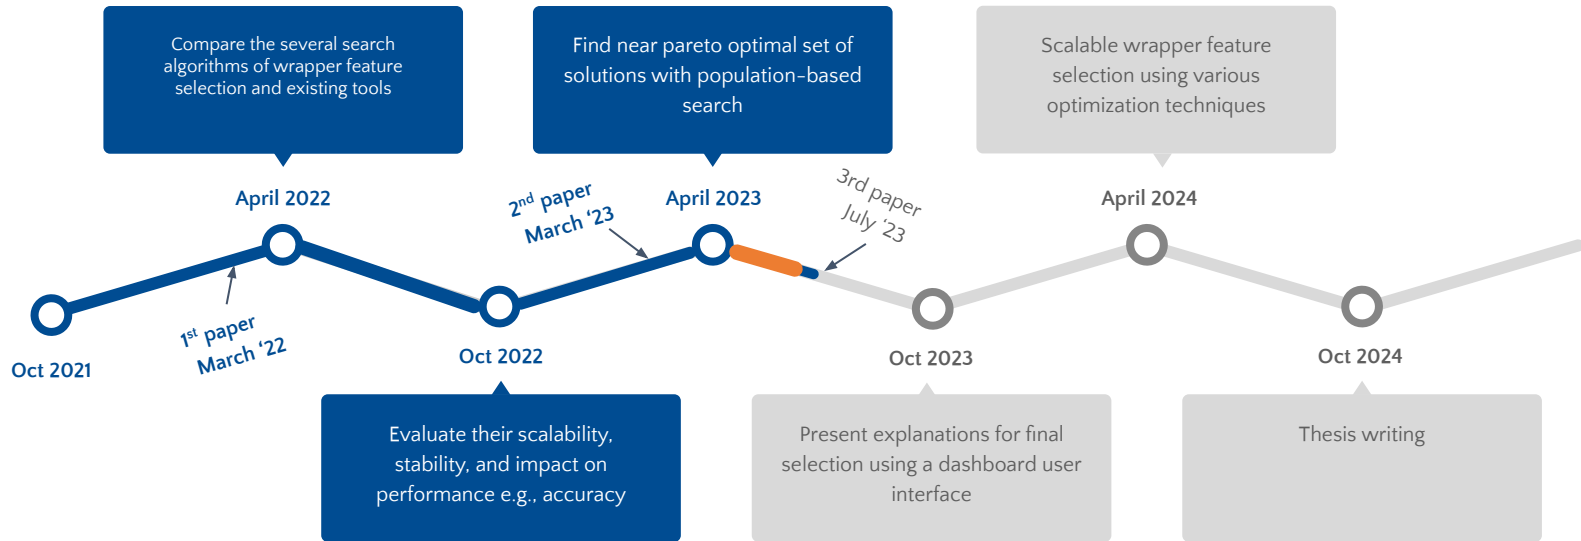 Compare the several search
algorithms of wrapper feature
selection and existing tools
Find near pareto optimal set of
solutions with population-based
search
Scalable wrapper feature
selection using various
optimization techniques
April 2022
2nd paper
March ‘23
April 2023
3rd paper
July ‘23
April 2024
1st paper
March ‘22
Oct 2021
Oct 2022
Oct 2023
Oct 2024
Evaluate their scalability,
stability, and impact on
performance e.g., accuracy
Present explanations for final
selection using a dashboard user
interface
Thesis writing